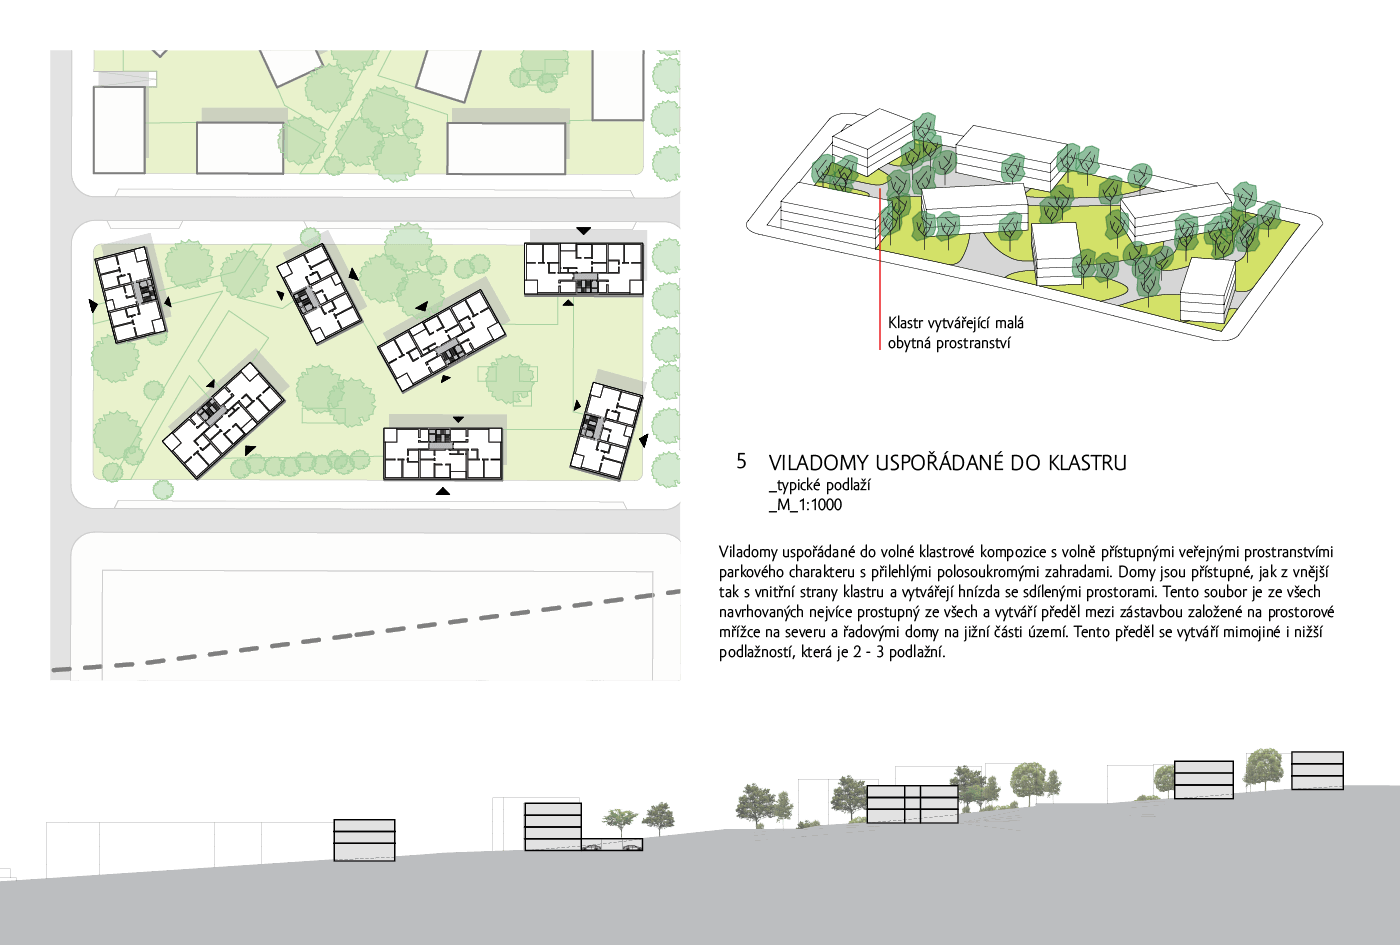 Klastr vytvářející malá
obytná prostranství
5 VILADOMY USPOŘÁDANÉ DO KLASTRU
_typické podlaží
_M_1:1000
Viladomy uspořádané do volné klastrové kompozice s volně přístupnými veřejnými prostranstvími
parkového charakteru s přilehlými polosoukromými zahradami. Domy jsou přístupné, jak z vnější
tak s vnitřní strany klastru a vytvářejí hnízda se sdílenými prostorami. Tento soubor je ze všech
navrhovaných nejvíce prostupný ze všech a vytváří předěl mezi zástavbou založené na prostorové
mřížce na severu a řadovými domy na jižní části území. Tento předěl se vytváří mimojiné i nižší
podlažností, která je 2 - 3 podlažní.